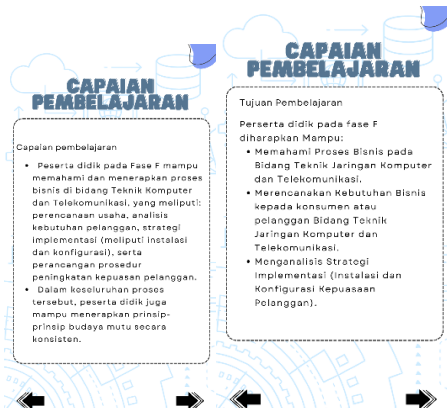 CAPAIAN
PEMBELAJARAN
Capaian pembelajaran
• Peserta didik pada Fase F mampu
memahami dan menerapkan proses
bisnis di bidang Teknik Komputer
dan Telekomunikasi, yang meliputi:
perencanaan usaha, analisis
kebutuhan pelanggan, strategi
implementasi (meliputi instalasi
dan konfigurasi), serta
perancangan prosedur
peningkatan kepuasan pelanggan.
• Dalam keseluruhan proses
tersebut, peserta didik juga
mampu menerapkan prinsip-
prinsip budaya mutu secara
konsisten.
CAPAIAN
PEMBELAJARAN
Tujuan Pembelajaran
Perserta didik pada fase F
diharapkan Mampu:
• Memahami Proses Bisnis pada
Bidang Teknik Jaringan Komputer
dan Telekomunikasi.
• Merencanakan Kebutuhan Bisnis
kepada konsumen atau
pelanggan Bidang Teknik
Jaringan Komputer dan
Telekomunikasi.
• Menganalisis Strategi
Implementasi (Instalasi dan
Konfigurasi Kepuasaan
Pelanggan).